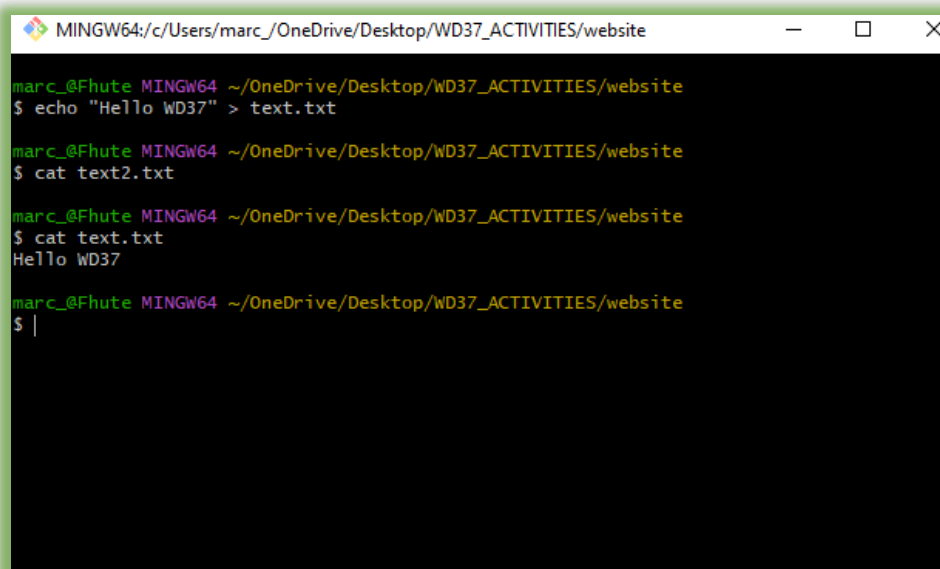 MINGW64:/c/Users/marc_/OneDrive/Desktop/WD37_ACTIVITIES/website
marc_@Fhute MINGW64 ~/OneDrive/Desktop/WD37_ACTIVITIES/website
$ echo "Hello WD37" > text.txt
marc_@Fhute MINGW64 ~/OneDrive/Desktop/WD37_ACTIVITIES/website
$ cat text2.txt
marc_@Fhute MINGW64 ~/OneDrive/Desktop/WD37_ACTIVITIES/website
$ cat text.txt
Hello WD37
marc_@Fhute MINGW64 ~/OneDrive/Desktop/WD37_ACTIVITIES/website
$